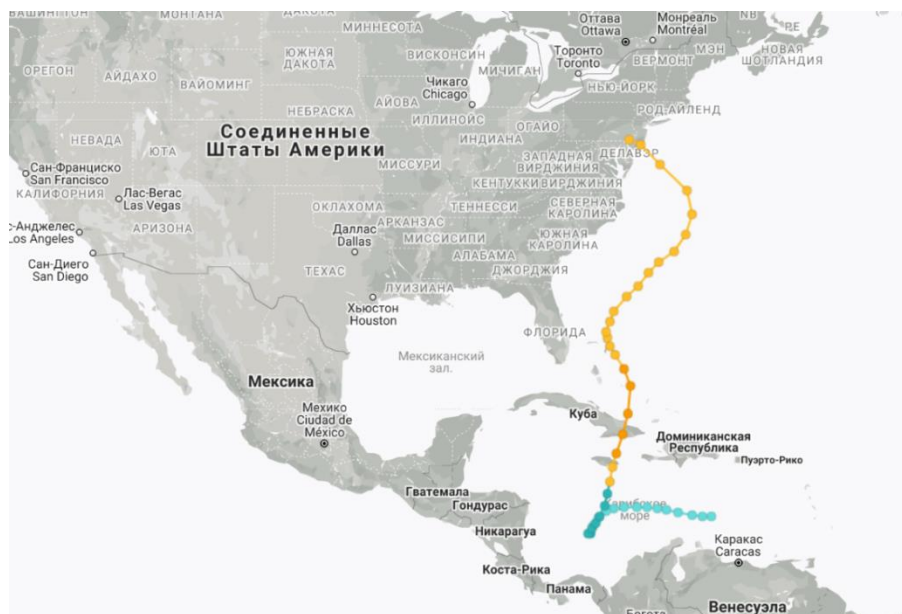 ВАШИНГТОН
МОНТАНА
ДАКОТА
МИННЕСОТА
Оттава
Ottawa
Монреаль
Montréal
NB
PE
ОРЕГОН
АЙДАХО
ВАЙОМИНГ
ЮЖНАЯ
ДАКОТА
ВИСКОНСИН
МИЧИГАН
Торонто
Toronto
ВЕРМОНТ
МЭН
НОВАЯ
ШОТЛАНДИЯ
НЬЮ-ЙОРК
Чикаго
Chicago
НЕБРАСКА
АЙОВА
РОД-АЙЛЕНД
НЕВАДА
ЮТА
Соединенные
Штаты Америки
ИЛЛИНОЙС
ИНДИАНА
ОГАЙО
МИССУРИ
ЗАПАДНАЯ
ВИРДЖИНИЯ
ДЕЛАВЭР
Сан-Франциско
San Francisco
КАЛИФОРНИЯ
Лас-Вегас
Las Vegas
КЕНТУККИ
ВИРДЖИНИЯ
с-Анджелес
Los Angeles
АРИЗОНА
ОКЛАХОМА
АРКАНЗАС
ТЕННЕССИ
СЕВЕРНАЯ
КАРОЛИНА
Даллас
Dallas
МИССИСИПИ
ЮЖНАЯ
КАРОЛИНА
Сан-Диего
San Diego
ТЕХАС
АЛАБАМА
ДЖОРДЖИЯ
ЛУИЗИАНА
Хьюстон
Houston
ФЛОРИДА
Мексиканский
зал.
Мексика
Мехико
Ciudad de
México
Куба
Доминиканская
Республика
Пуэрто-Рико
Гватемала
Гондурас
Карибское
море
Никарагуа
Каракас
Caracas
Коста-Рика
Панама
Венесуэла